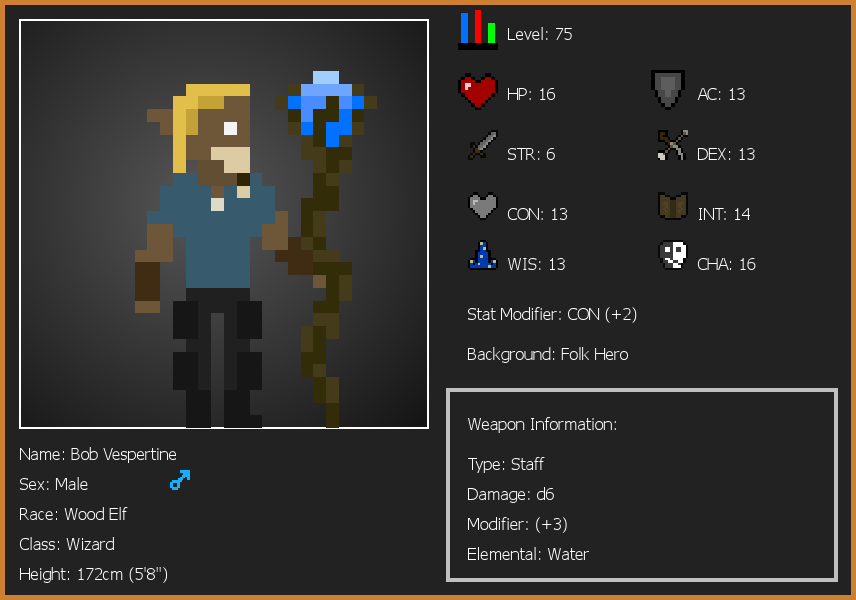 Level: 75
HP: 16
AC: 13
STR: 6
DEX: 13
CON: 13
INT: 14
WIS: 13
CHA: 16
Stat Modifier: CON (+2)
Background: Folk Hero
Weapon Information:
Type: Staff
Damage: d6
Modifier: (+3)
Elemental: Water
Name: Bob Vespertine
Sex: Male
Race: Wood Elf
Class: Wizard
Height: 172cm (5'8")